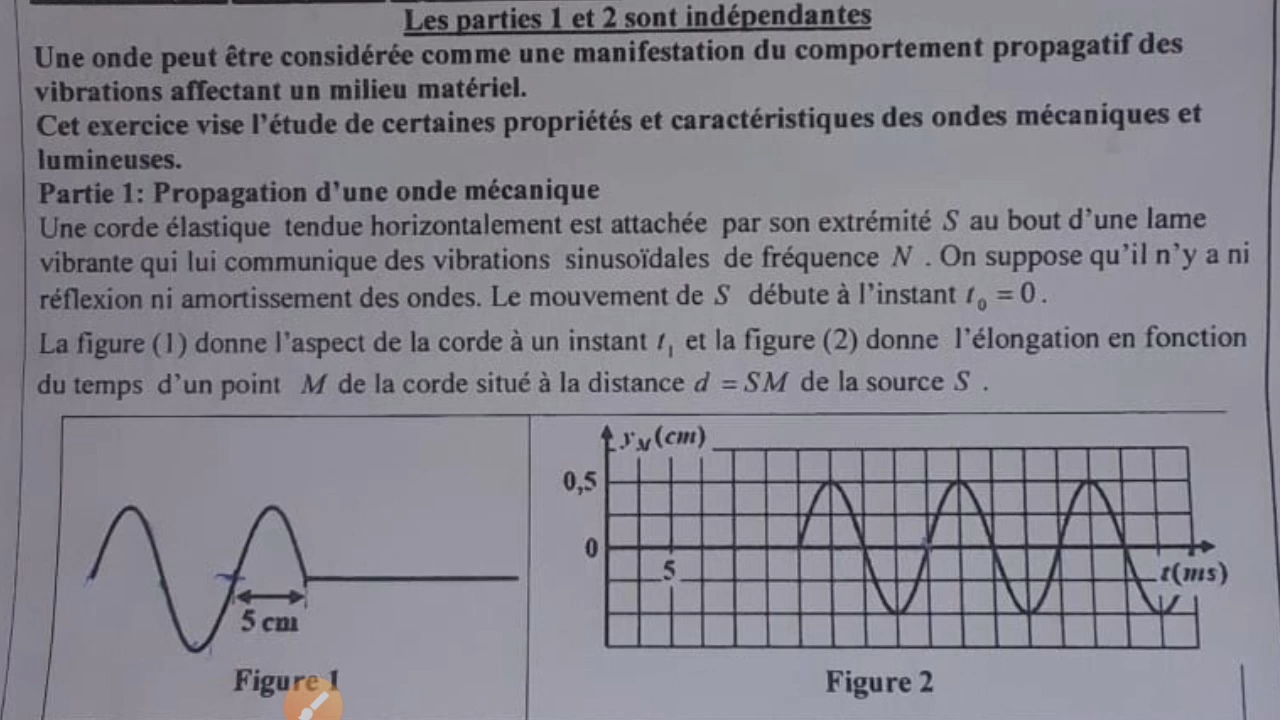 Les parties 1 et 2 sont indépendantes
Une onde peut être considérée comme une manifestation du comportement propagatif des
vibrations affectant un milieu matériel.
Cet exercice vise l'étude de certaines propriétés et caractéristiques des ondes mécaniques et
lumineuses.
Partie 1: Propagation d'une onde mécanique
Une corde élastique tendue horizontalement est attachée par son extrémité S au bout d'une lame
vibrante qui lui communique des vibrations sinusoïdales de fréquence N . On suppose qu'il n'y a ni
réflexion ni amortissement des ondes. Le mouvement de S débute à l'instant t₀ = 0 .
La figure (1) donne l'aspect de la corde à un instant t₁ et la figure (2) donne l'élongation en fonction
du temps d'un point M de la corde situé à la distance d = SM de la source S .
5 cm
Figure 1
y_M (cm)
0,5
0
5
t(ms)
Figure 2